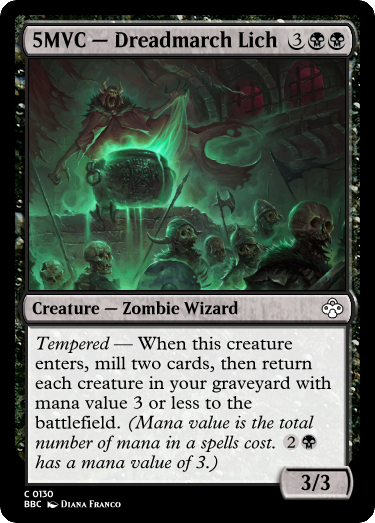 5MVC — Dreadmarch Lich 3
Creature — Zombie Wizard
Tempered — When this creature
enters, mill two cards, then return
each creature in your graveyard with
mana value 3 or less to the
battlefield. (Mana value is the total
number of mana in a spells cost. 2
has a mana value of 3.)
3/3
C 0130
BBC Diana Franco